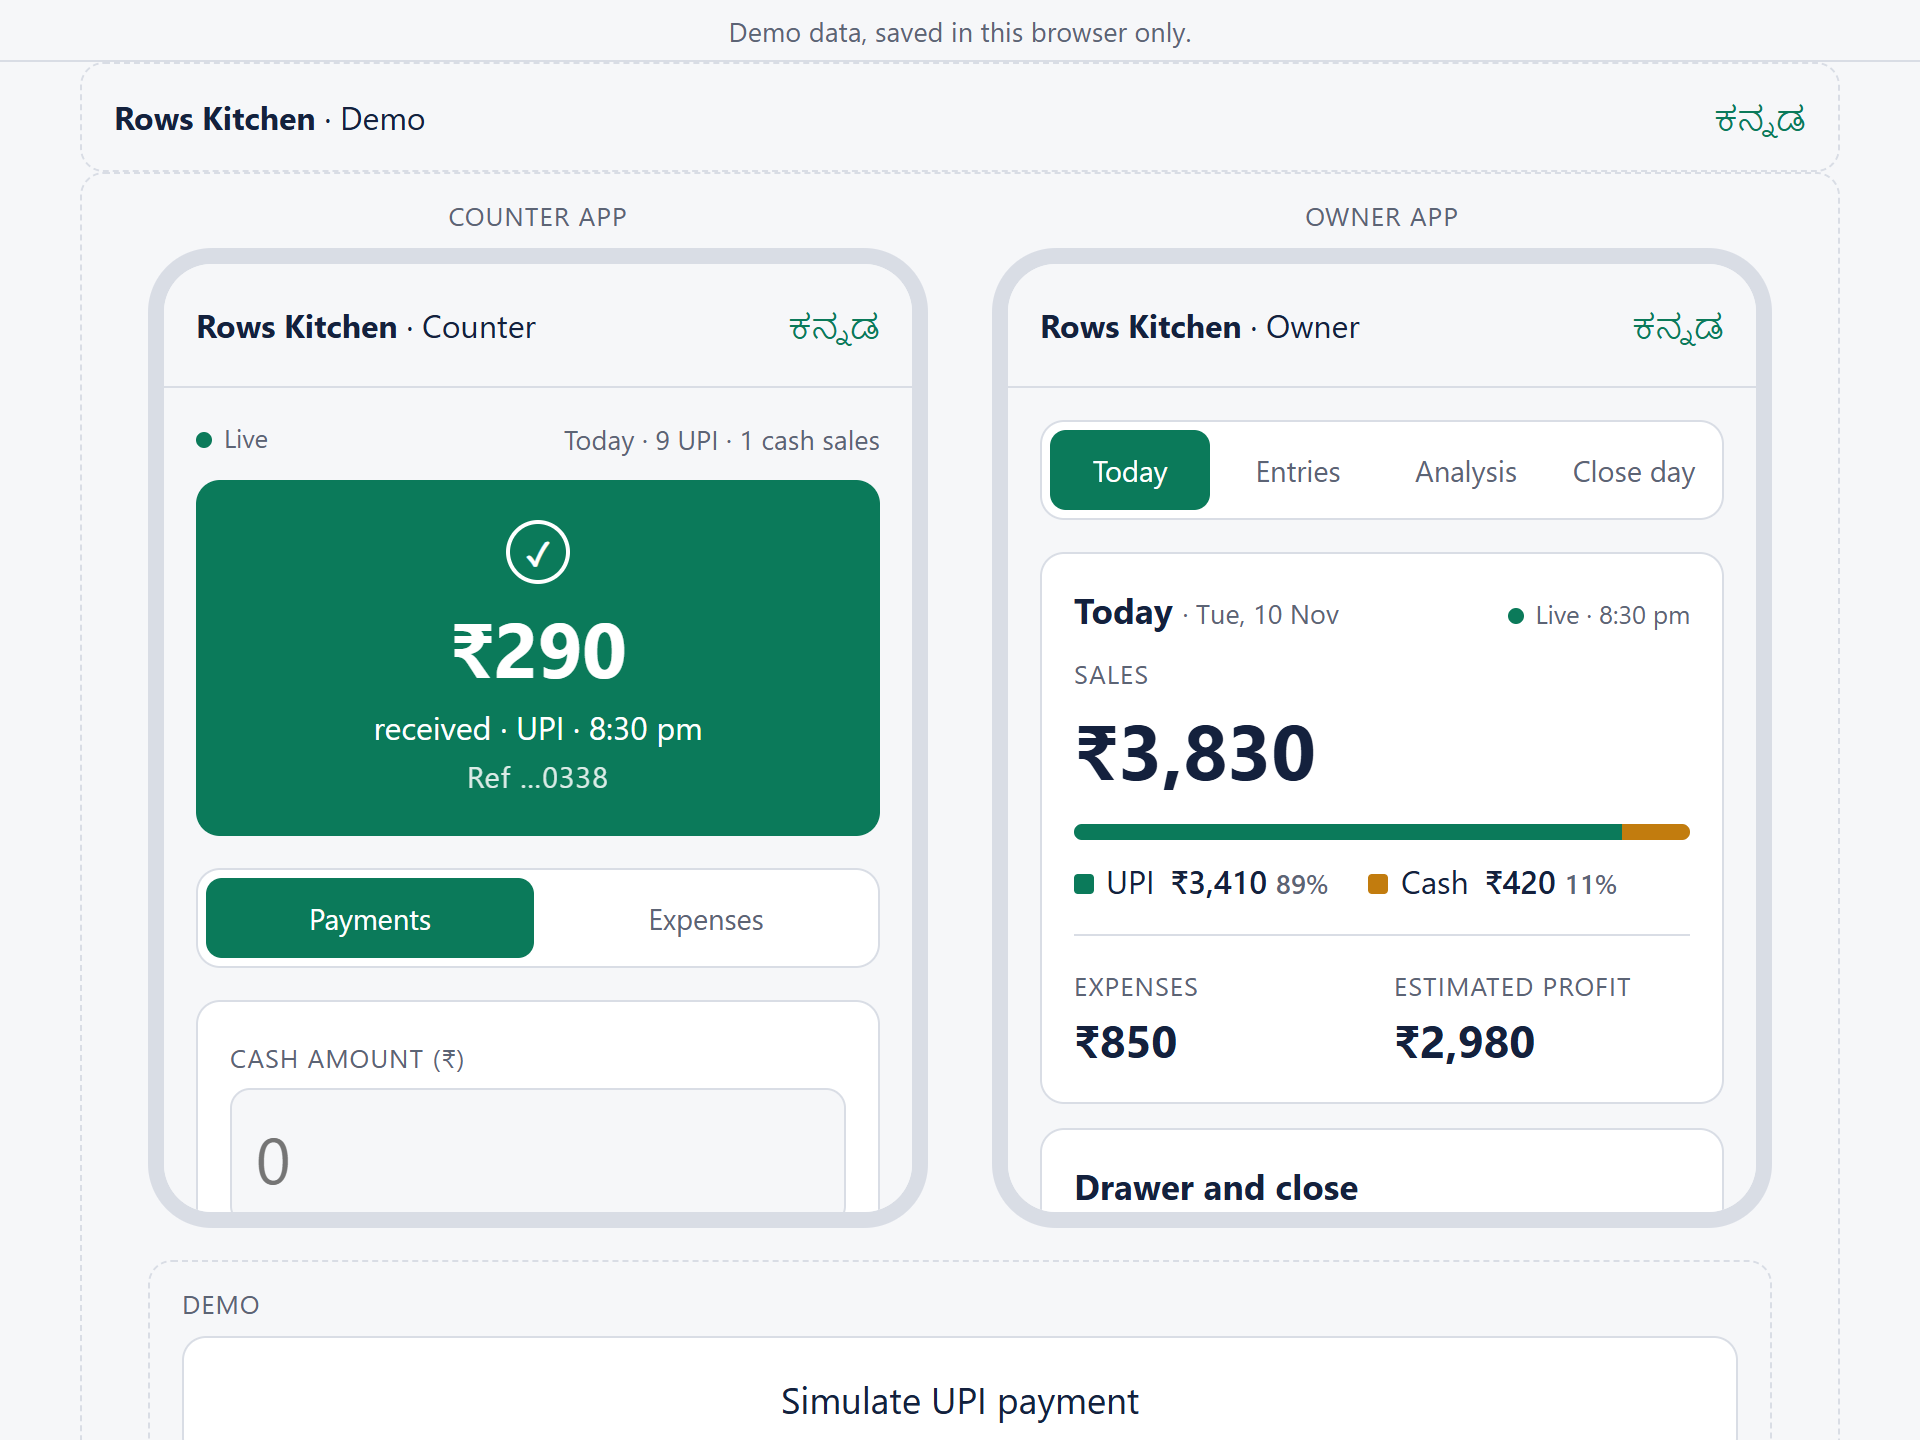 Demo data, saved in this browser only.
Rows Kitchen · Demo
ಕನ್ನಡ
COUNTER APP
Rows Kitchen · Counter
ಕನ್ನಡ
Live
Today · 9 UPI · 1 cash sales
✓
₹290
received · UPI · 8:30 pm
Ref ...0338
Payments
Expenses
CASH AMOUNT (₹)
0
OWNER APP
Rows Kitchen · Owner
ಕನ್ನಡ
Today
Entries
Analysis
Close day
Today · Tue, 10 Nov
Live · 8:30 pm
SALES
₹3,830
UPI ₹3,410 89%
Cash ₹420 11%
EXPENSES
₹850
ESTIMATED PROFIT
₹2,980
Drawer and close
DEMO
Simulate UPI payment